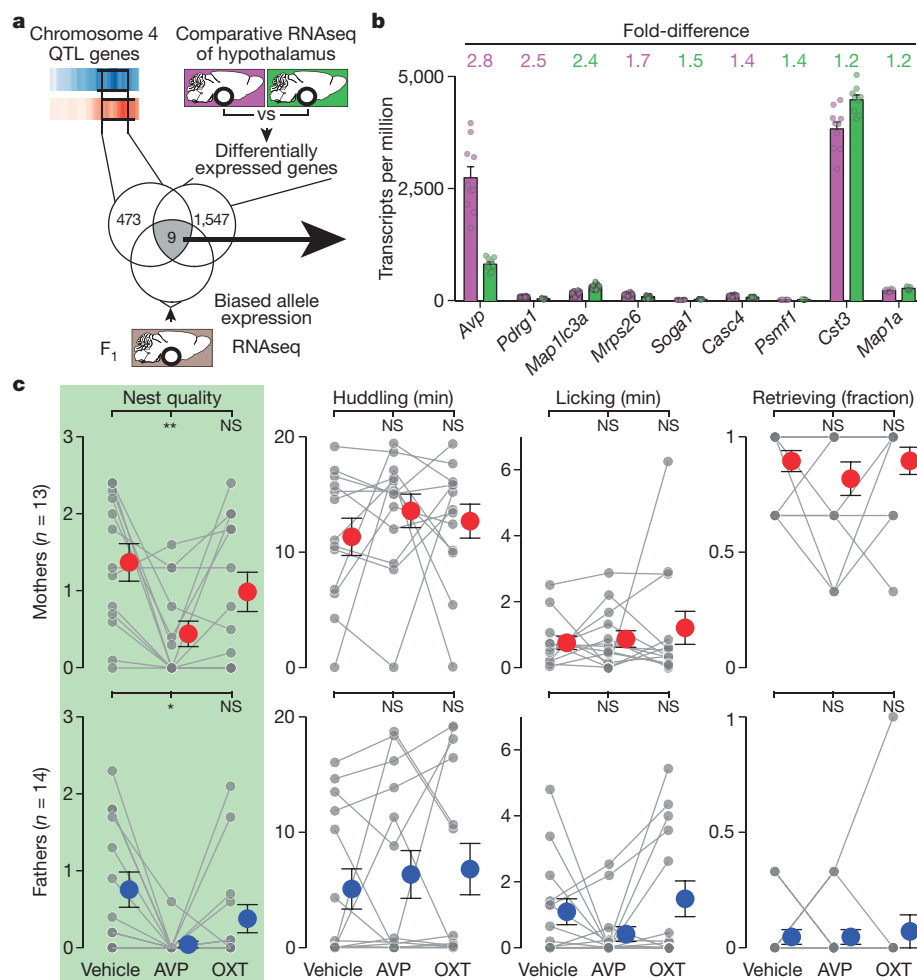 a
Chromosome 4
QTL genes
Comparative RNAseq
of hypothalamus
vs
Differentially
expressed genes
473
1,547
9
Biased allele
expression
F1
RNAseq
b
Fold-difference
2.8 2.5 2.4 1.7 1.5 1.4 1.4 1.2 1.2
Transcripts per million
5,000
2,500
0
Avp Pdrg1 Map1lc3a Mrps26 Soga1 Casc4 Psmf1 Cst3 Map1a
c
Nest quality
** NS
Huddling (min)
NS NS
Licking (min)
NS NS
Retrieving (fraction)
NS NS
Mothers (n = 13)
3
2
1
0
20
10
0
6
4
2
0
1
0.5
0
* NS
NS NS
NS NS
NS NS
Fathers (n = 14)
3
2
1
0
20
10
0
6
4
2
0
1
0.5
0
Vehicle AVP OXT
Vehicle AVP OXT
Vehicle AVP OXT
Vehicle AVP OXT